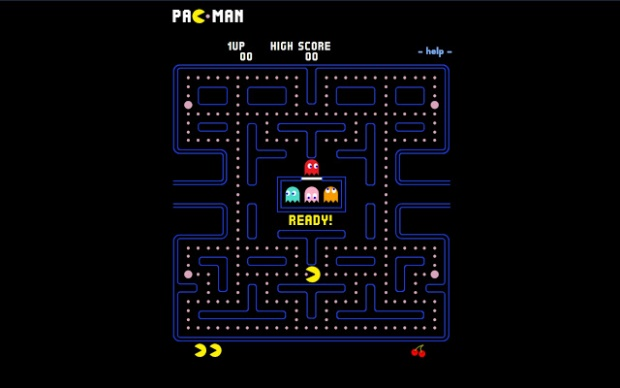 PAC-MAN
1UP HIGH SCORE
00 00
– help –
READY!